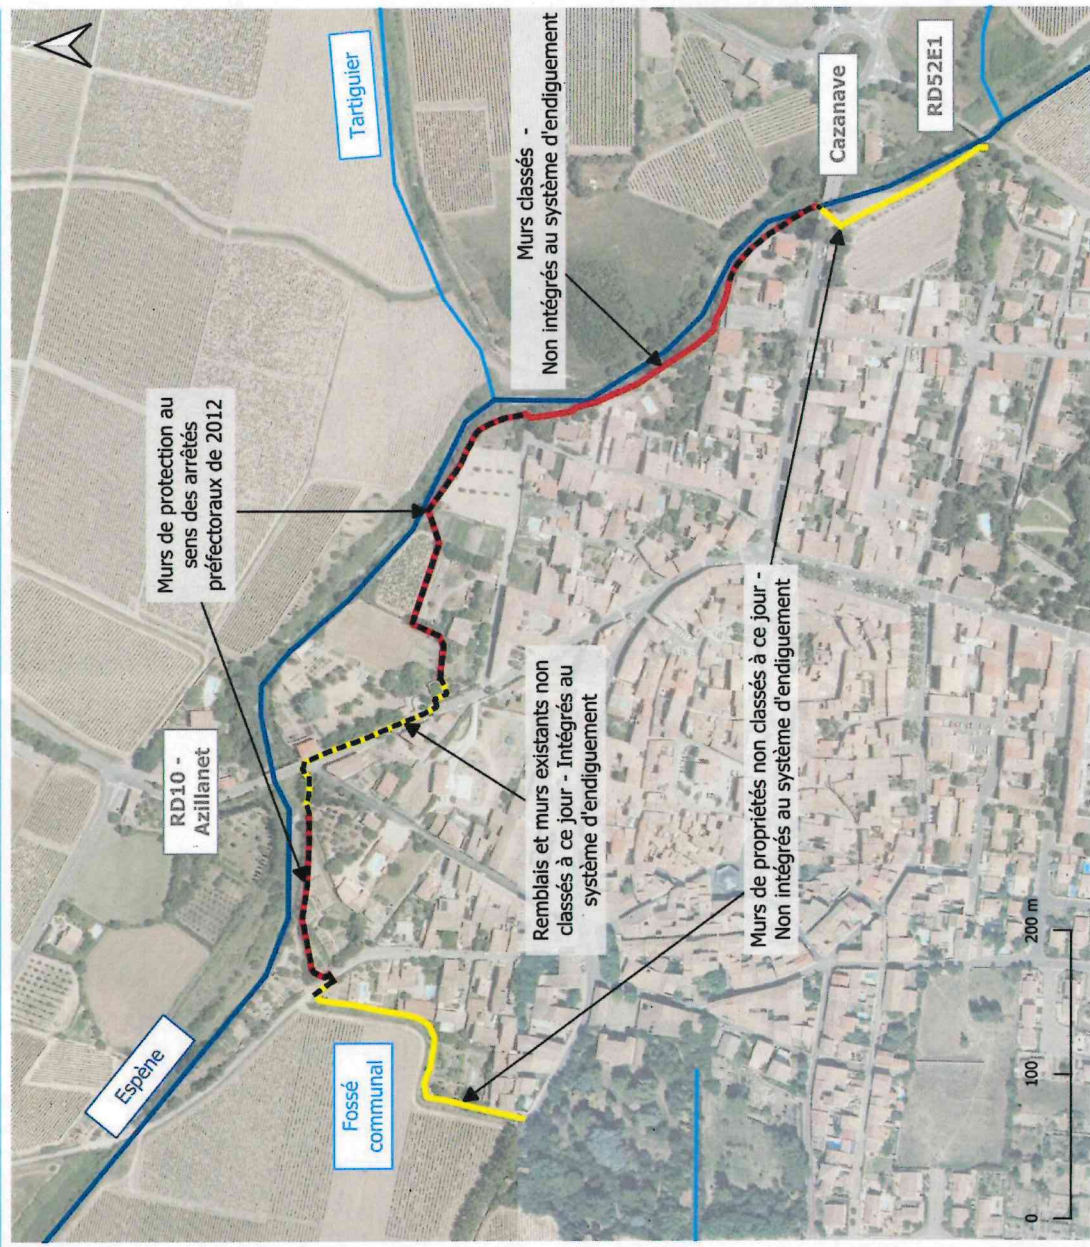 Tartiguier
Murs classés -
Non intégrés au système d'endiguement
Cazanave
RD52E1
Murs de protection au
sens des arrêtés
préfectoraux de 2012
RD10 -
Azillanet
Remblais et murs existants non
classés à ce jour - Intégrés au
système d'endiguement
Murs de propriétés non classés à ce jour -
Non intégrés au système d'endiguement
Espène
Fossé
communal
0
100
200 m